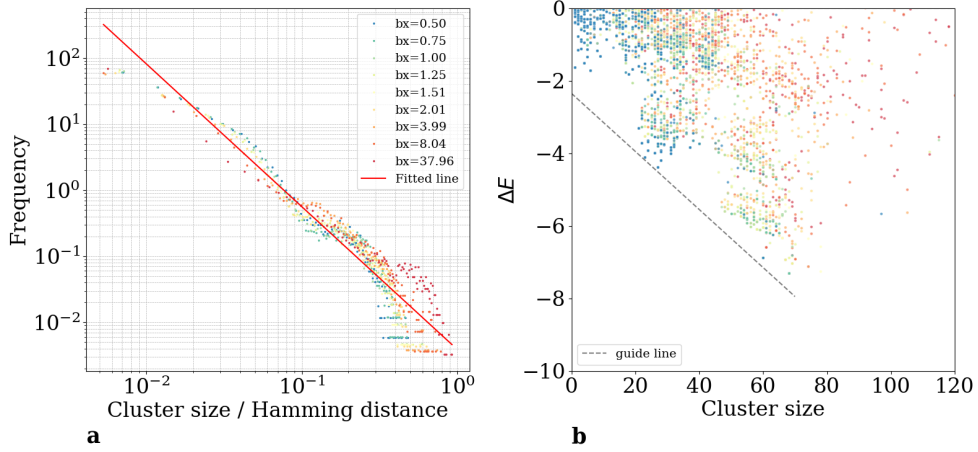 10²
10¹
10⁰
10⁻¹
10⁻²
Frequency
10⁻²
10⁻¹
10⁰
Cluster size / Hamming distance
bx=0.50
bx=0.75
bx=1.00
bx=1.25
bx=1.51
bx=2.01
bx=3.99
bx=8.04
bx=37.96
Fitted line
a
0
−2
−4
−6
−8
−10
ΔE
0
20
40
60
80
100
120
Cluster size
guide line
b